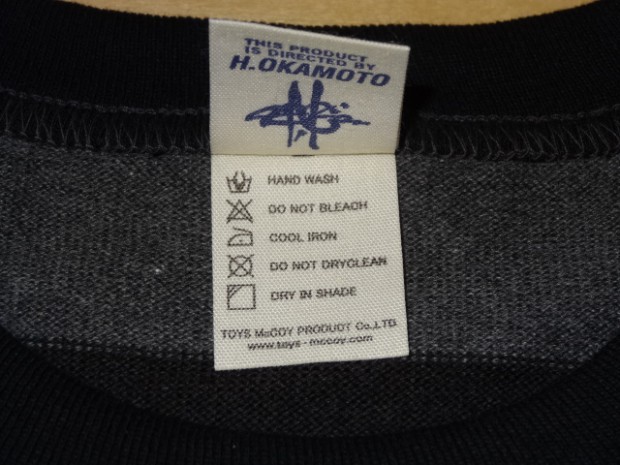 THIS PRODUCT
IS DIRECTED BY
H.OKAMOTO
HAND WASH
DO NOT BLEACH
COOL IRON
DO NOT DRYCLEAN
DRY IN SHADE
TOYS McCOY PRODUCT Co.,LTD
www.toys-mccoy.com